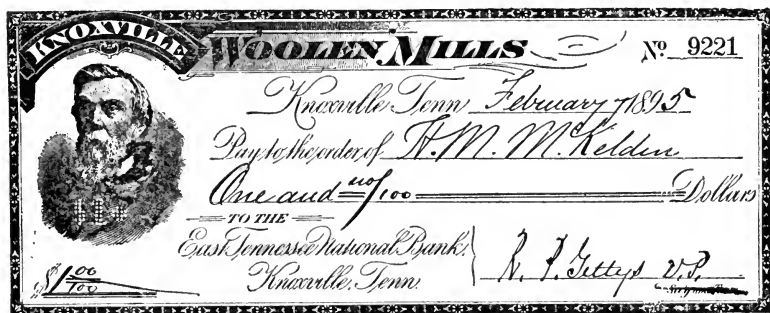 KNOXVILLE WOOLEN MILLS
No 9221
Knoxville, Tenn February 7 1895
Pay to the order of H. M. McKelden
One and no/100 Dollars
TO THE
East Tennessee National Bank,
Knoxville, Tenn.
R. P. Gettys V.P.
$1 00/100